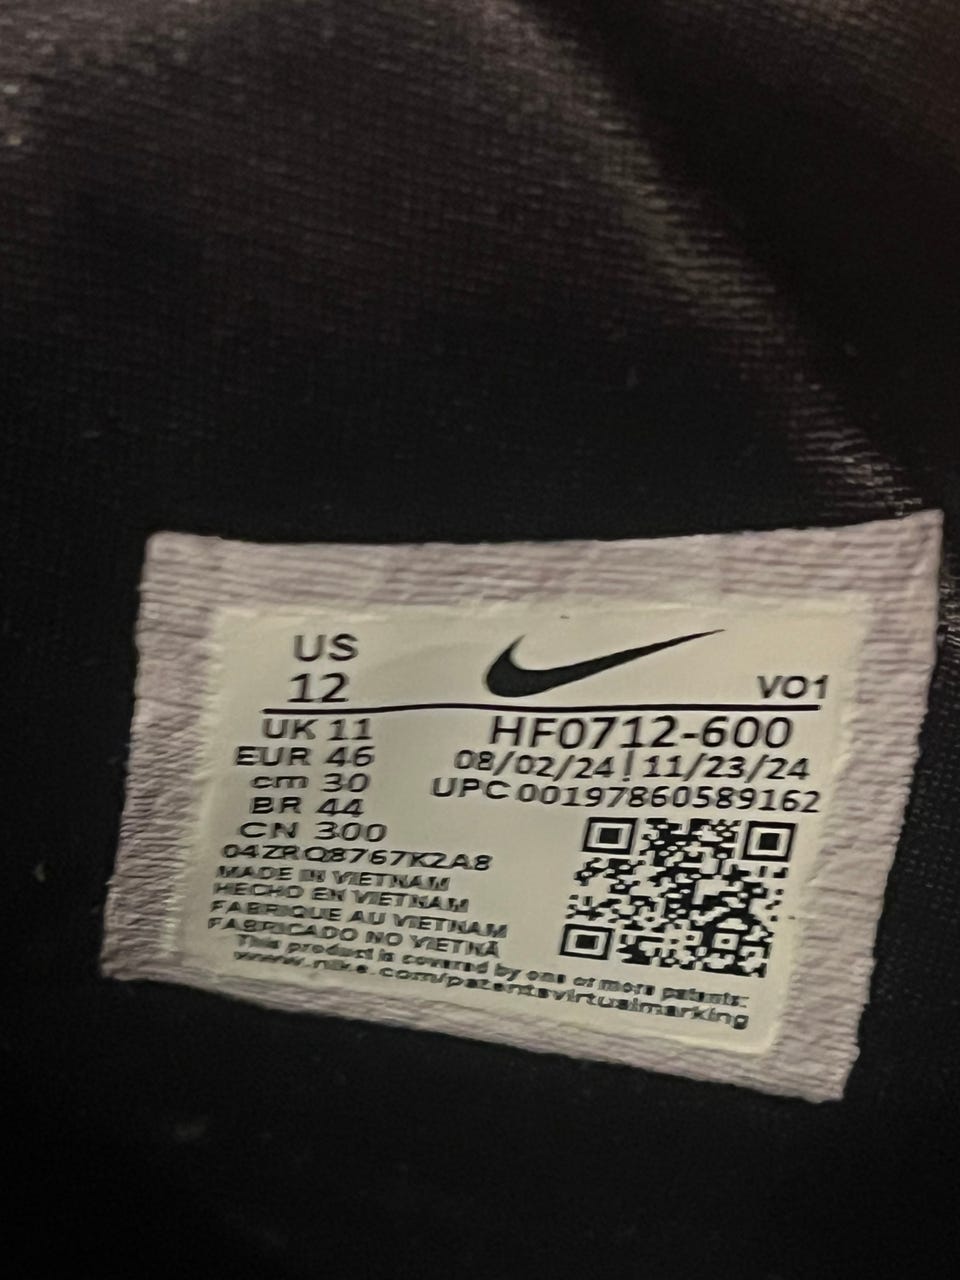 US
12
VO1
UK 11
EUR 46
cm 30
BR 44
CN 300
HF0712-600
08/02/24 | 11/23/24
UPC 00197860589162
04ZRQ8767K2A8
MADE IN VIETNAM
HECHO EN VIETNAM
FABRIQUE AU VIETNAM
FABRICADO NO VIETNÃ
This product is covered by one or more patents:
www.nike.com/patentsvirtualmarking